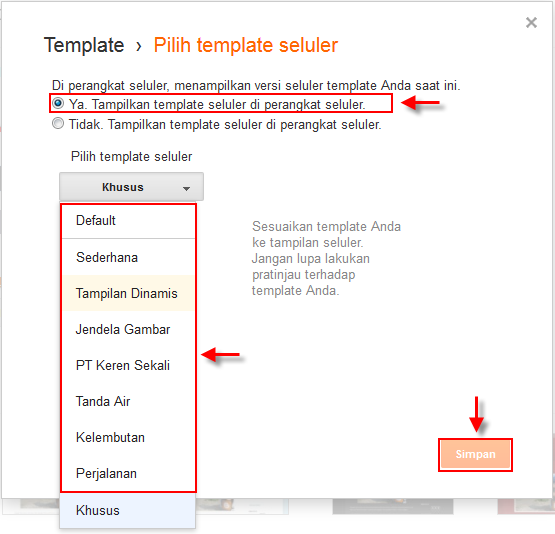 Template › Pilih template seluler
Di perangkat seluler, menampilkan versi seluler template Anda saat ini.
Ya. Tampilkan template seluler di perangkat seluler.
Tidak. Tampilkan template seluler di perangkat seluler.
Pilih template seluler
Khusus
Default
Sederhana
Tampilan Dinamis
Jendela Gambar
PT Keren Sekali
Tanda Air
Kelembutan
Perjalanan
Khusus
Sesuaikan template Anda
ke tampilan seluler.
Jangan lupa lakukan
pratinjau terhadap
template Anda.
Simpan